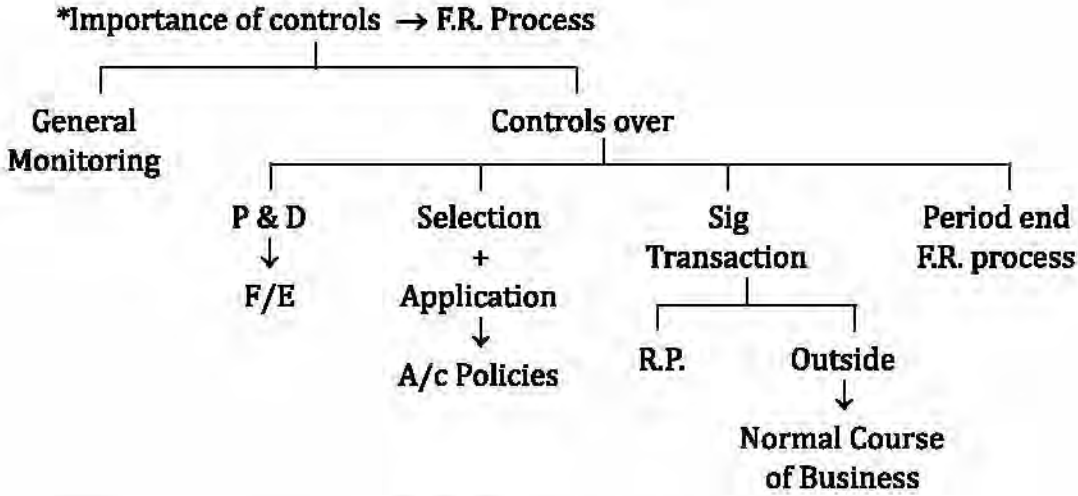 *Importance of controls → F.R. Process
General
Monitoring
Controls over
P & D
↓
F/E
Selection
+
Application
↓
A/c Policies
Sig
Transaction
R.P.
Outside
↓
Normal Course
of Business
Period end
F.R. process